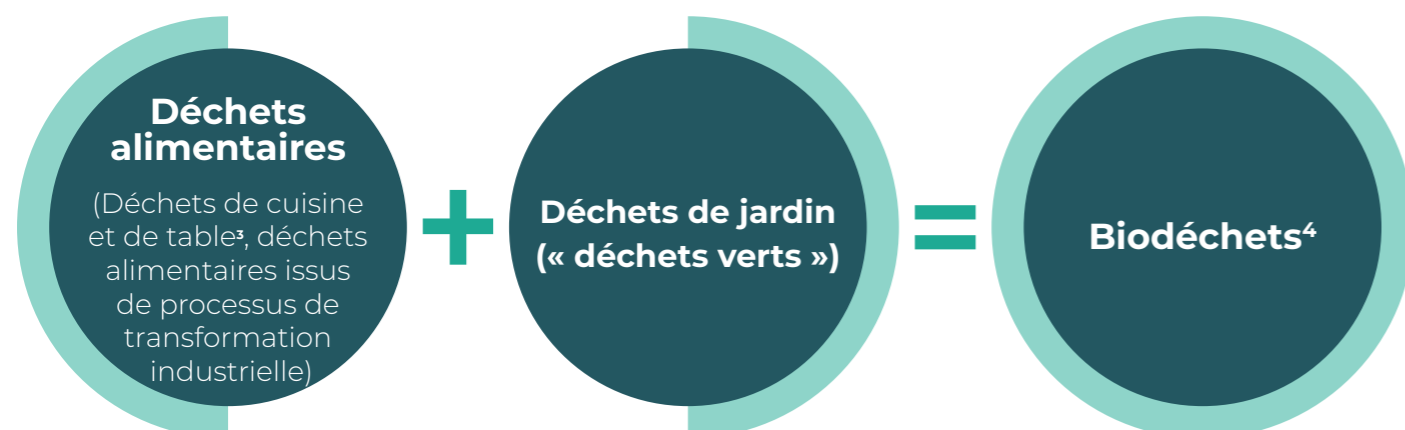 Déchets
alimentaires
(Déchets de cuisine
et de table³, déchets
alimentaires issus
de processus de
transformation
industrielle)
+
Déchets de jardin
(« déchets verts »)
=
Biodéchets⁴